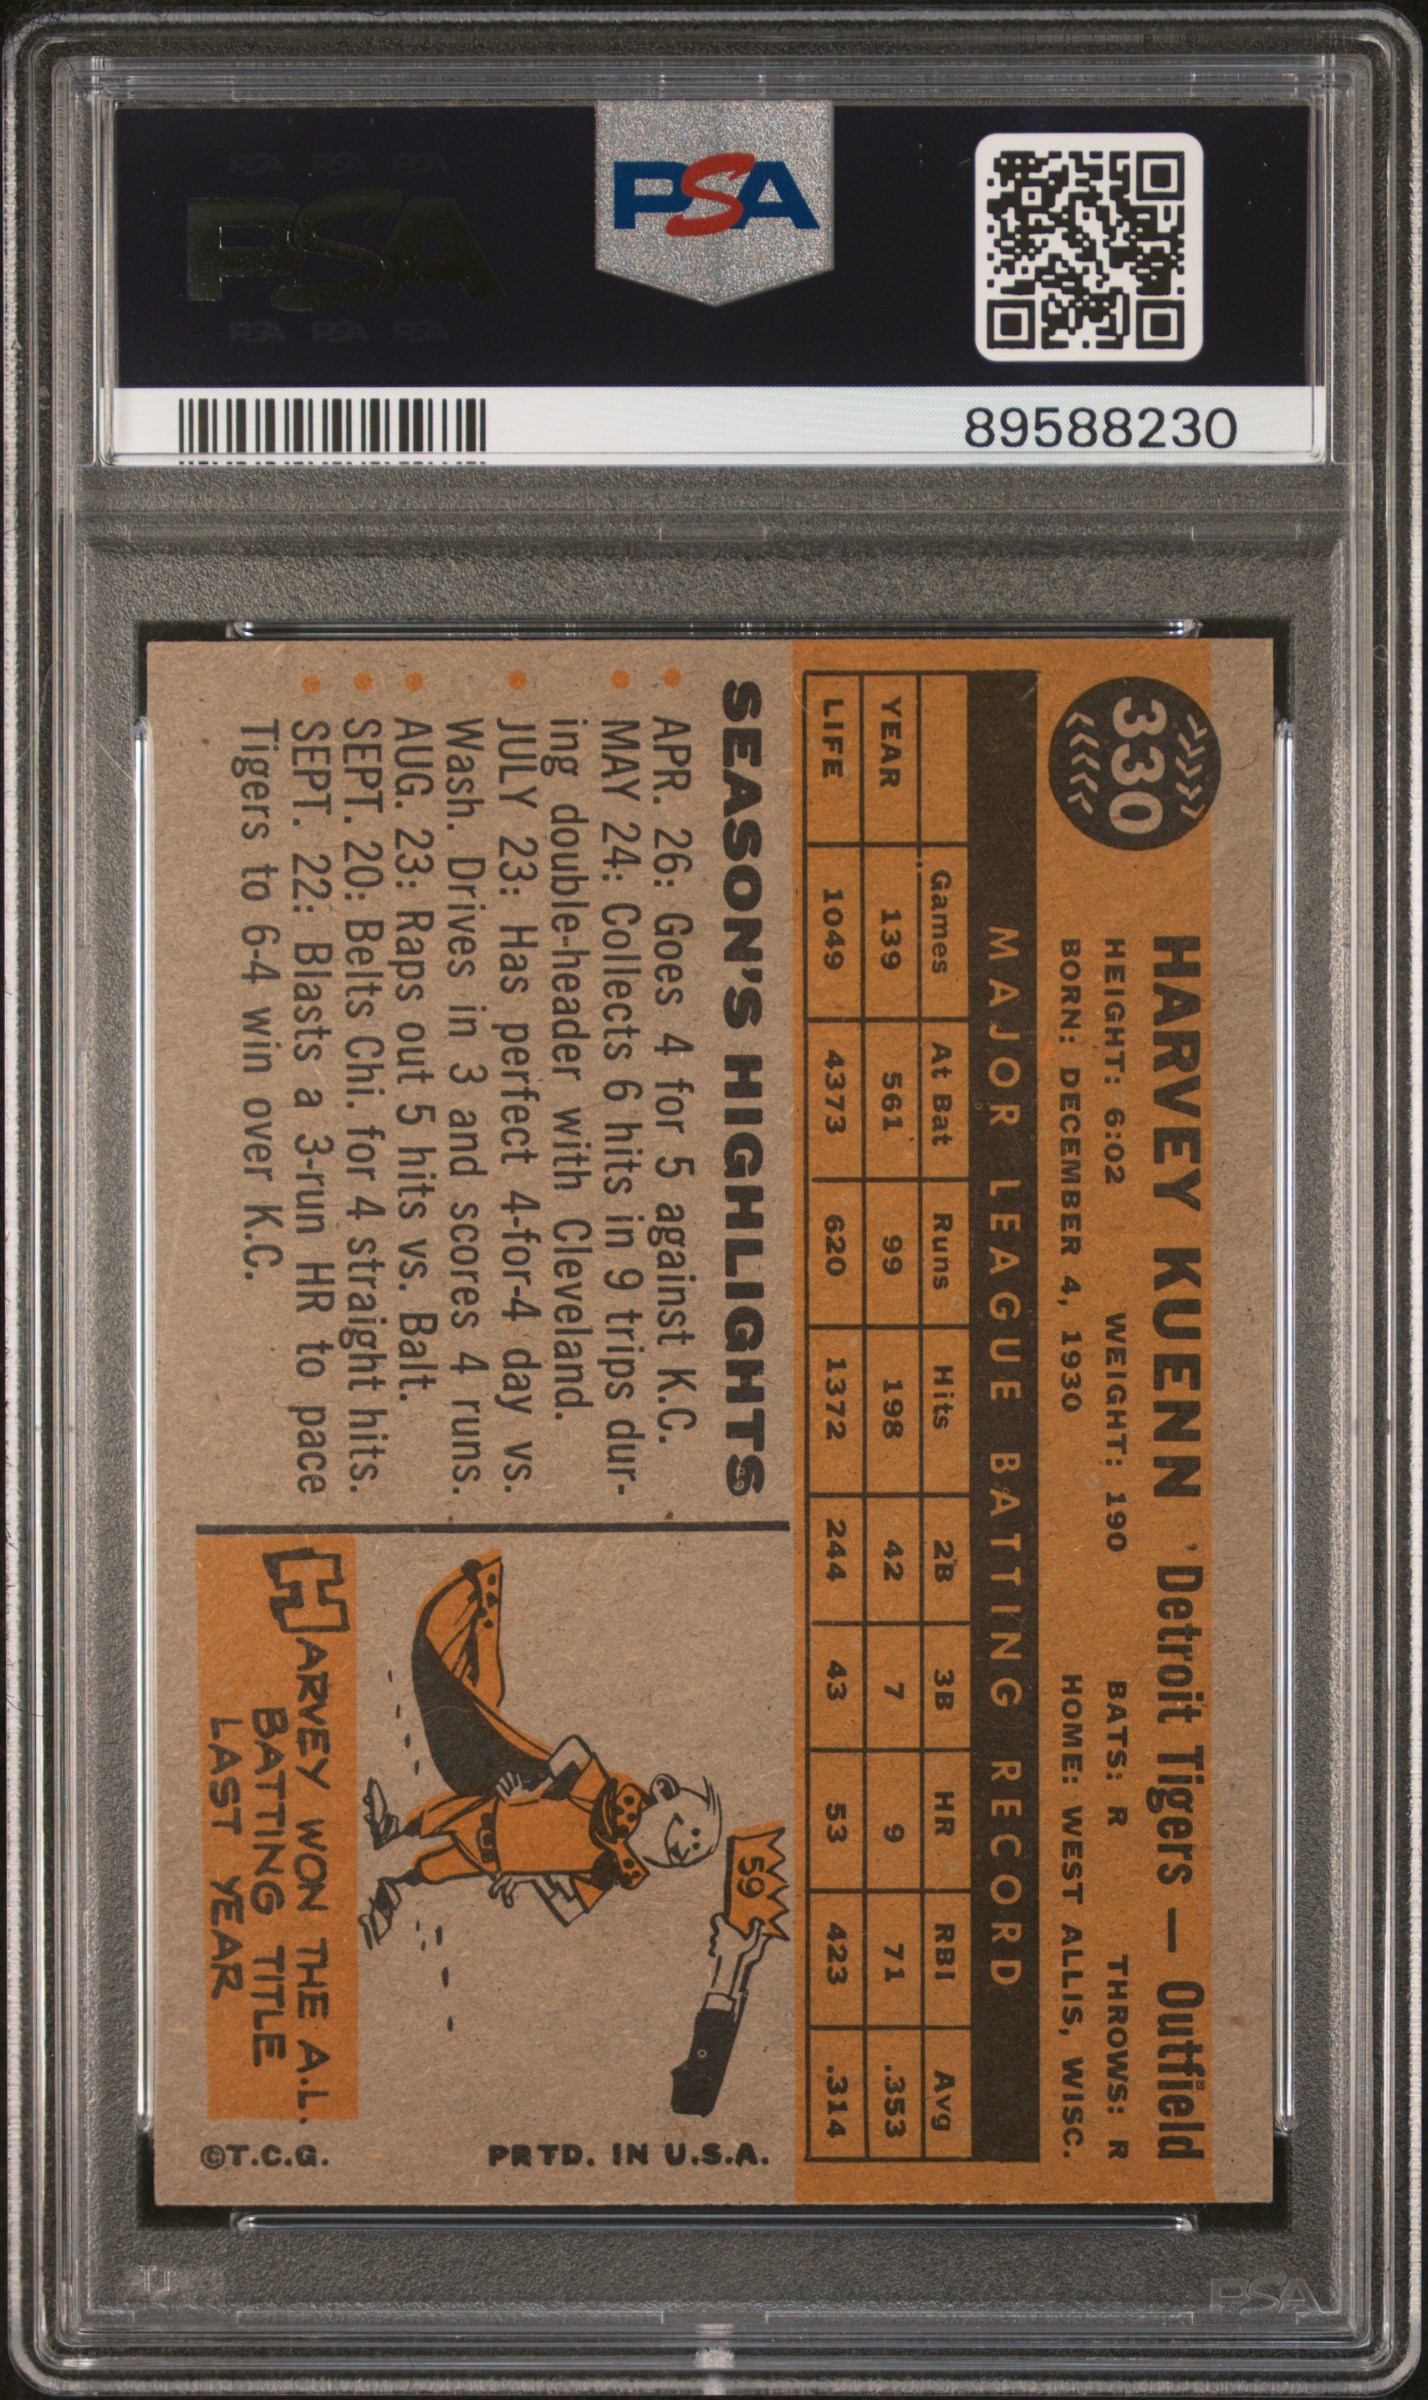 PSA PSA PSA
PSA
PSA PSA PSA
PSA
89588230
330
HARVEY KUENN Detroit Tigers — Outfield
HEIGHT: 6:02 WEIGHT: 190 BATS: R THROWS: R
BORN: DECEMBER 4, 1930 HOME: WEST ALLIS, WISC.
MAJOR LEAGUE BATTING RECORD
Games At Bat Runs Hits 2B 3B HR RBI Avg
YEAR 139 561 99 198 42 7 9 71 .353
LIFE 1049 4373 620 1372 244 43 53 423 .314
SEASON'S HIGHLIGHTS
• APR. 26: Goes 4 for 5 against K.C.
• MAY 24: Collects 6 hits in 9 trips dur-
ing double-header with Cleveland.
• JULY 23: Has perfect 4-for-4 day vs.
Wash. Drives in 3 and scores 4 runs.
• AUG. 23: Raps out 5 hits vs. Balt.
• SEPT. 20: Belts Chi. for 4 straight hits.
• SEPT. 22: Blasts a 3-run HR to pace
Tigers to 6-4 win over K.C.
59
HARVEY WON THE A.L.
BATTING TITLE
LAST YEAR
PRTD. IN U.S.A.
©T.C.G.
PSA